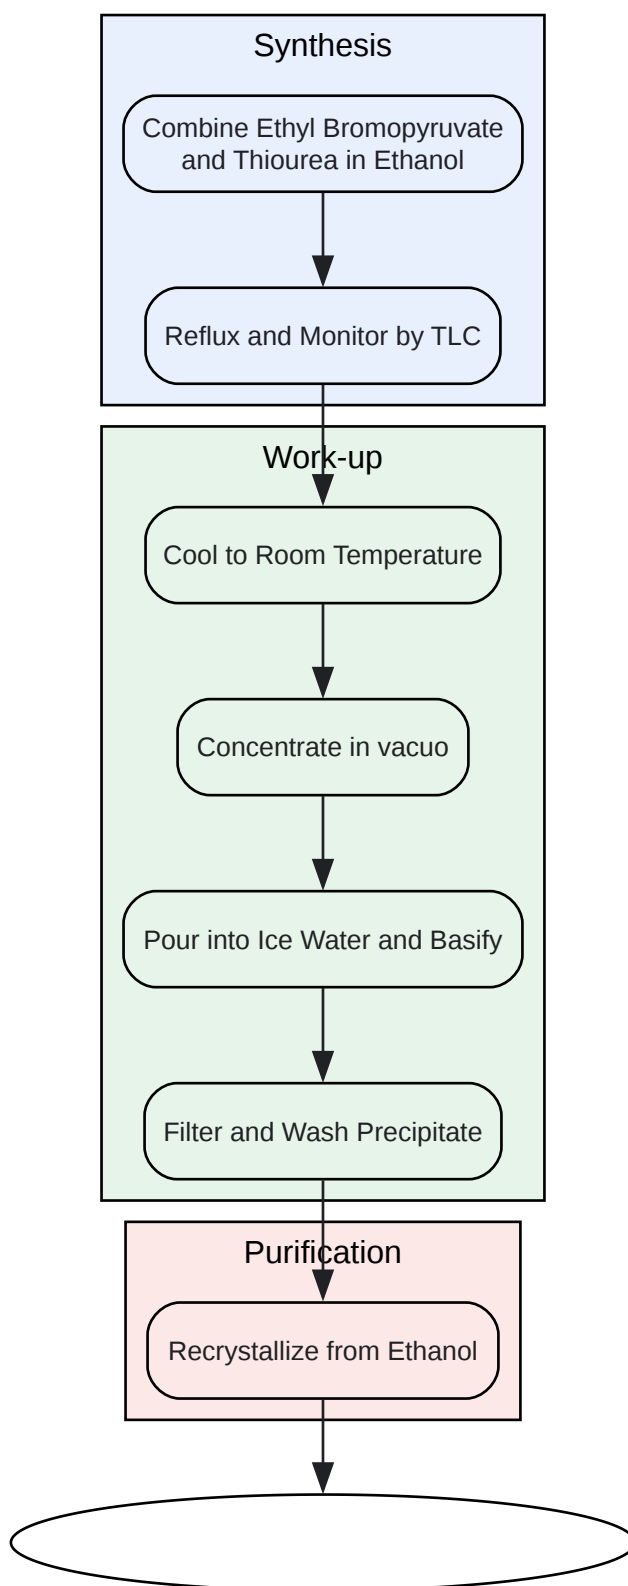 Synthesis
Combine Ethyl Bromopyruvate
and Thiourea in Ethanol
Reflux and Monitor by TLC
Work-up
Cool to Room Temperature
Concentrate in vacuo
Pour into Ice Water and Basify
Filter and Wash Precipitate
Purification
Recrystallize from Ethanol